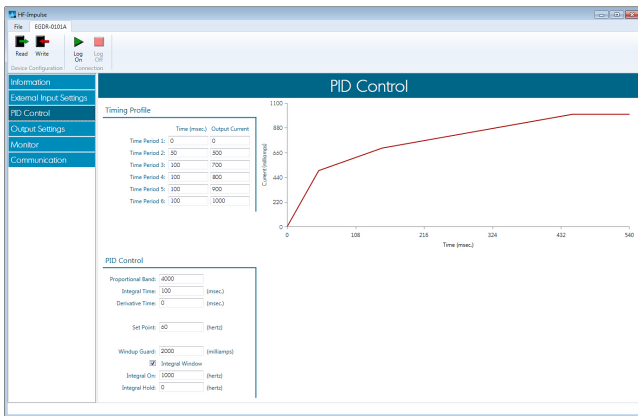 HF-Impulse
File EGDR-0101A
Read Write Log On Log Off
Device Configuration Connection
Information
External Input Settings
PID Control
Output Settings
Monitor
Communication
PID Control
Timing Profile
Time (msec.) Output Current
Time Period 1: 0 0
Time Period 2: 50 500
Time Period 3: 100 700
Time Period 4: 100 800
Time Period 5: 100 900
Time Period 6: 100 1000
Current (milliamps)
1100
880
660
440
220
0
0 108 216 324 432 540
Time (msec.)
PID Control
Proportional Band: 4000
Integral Time: 100 (msec.)
Derivative Time: 0 (msec.)
Set Point: 60 (hertz)
Windup Guard: 2000 (milliamps)
Integral Window
Integral On: 1000 (hertz)
Integral Hold: 0 (hertz)